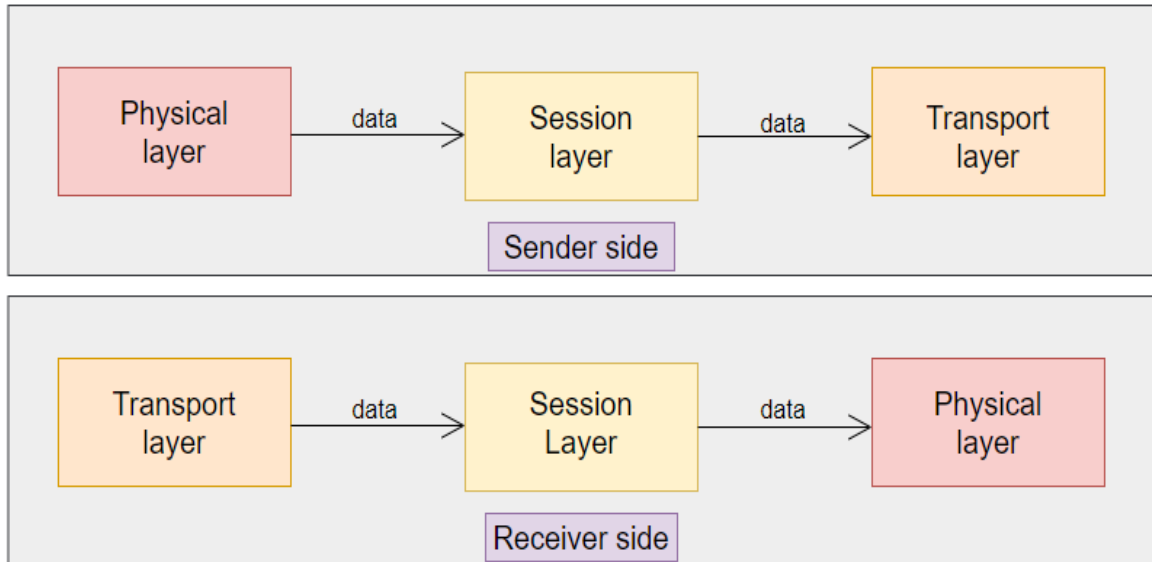 Physical
layer
data
Session
layer
data
Transport
layer
Sender side
Transport
layer
data
Session
Layer
data
Physical
layer
Receiver side